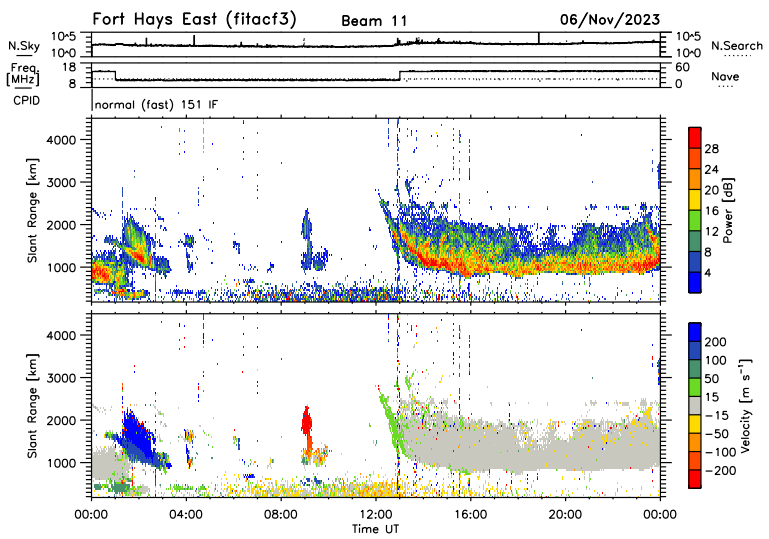 Fort Hays East (fitacf3)
Beam 11
06/Nov/2023
N.Sky
10^5
10^0
10^5
10^0
N.Search
Freq.
[MHz]
18
8
60
0
Nave
CPID
normal (fast) 151 IF
Slant Range [km]
4000
3000
2000
1000
28
24
20
16
12
8
4
Power [dB]
Slant Range [km]
4000
3000
2000
1000
200
100
50
15
-15
-50
-100
-200
Velocity [m s⁻¹]
00:00 04:00 08:00 12:00 16:00 20:00 00:00
Time UT